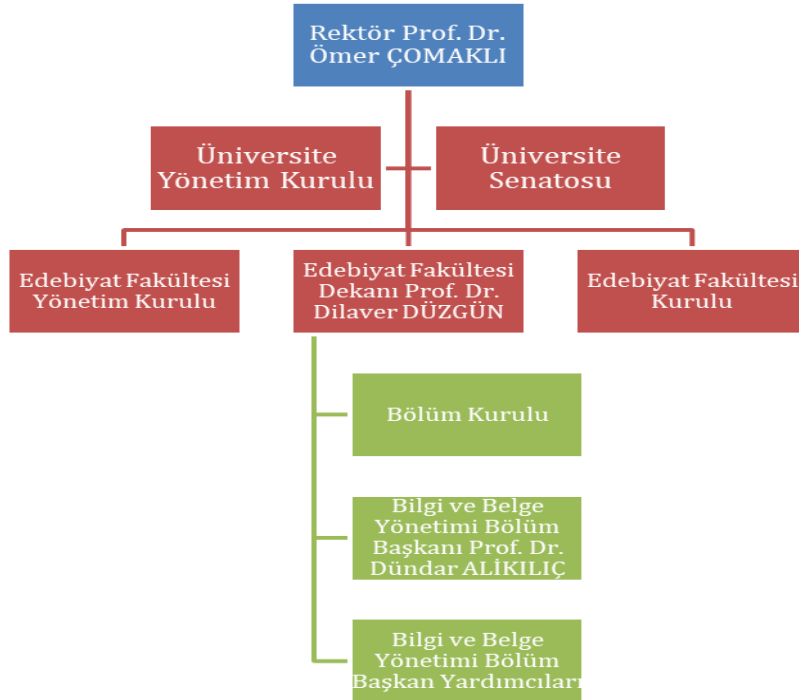 Rektör Prof. Dr.
Ömer ÇOMAKLI
Üniversite
Yönetim Kurulu
Üniversite
Senatosu
Edebiyat Fakültesi
Yönetim Kurulu
Edebiyat Fakültesi
Dekanı Prof. Dr.
Dilaver DÜZGÜN
Edebiyat Fakültesi
Kurulu
Bölüm Kurulu
Bilgi ve Belge
Yönetimi Bölüm
Başkanı Prof. Dr.
Dündar ALİKILIÇ
Bilgi ve Belge
Yönetimi Bölüm
Başkan Yardımcıları